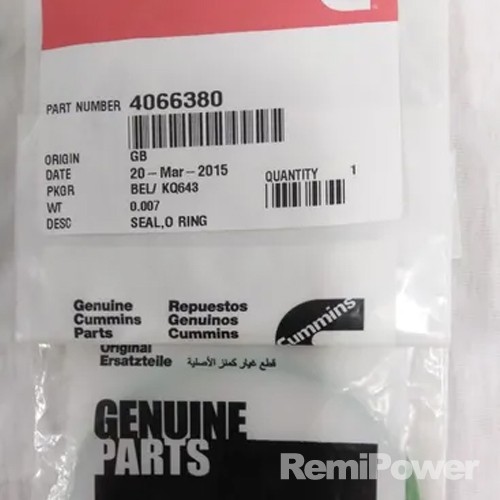 PART NUMBER 4066380
ORIGIN GB
DATE 20-Mar-2015
QUANTITY 1
PKGR BEL/ KQ643
WT 0.007
DESC SEAL,O RING
Genuine Cummins Parts
Repuestos Genuinos Cummins
Cummins
Original Ersatzteile
قطع غيار كمنز الأصلية
GENUINE
PARTS
RemiPower